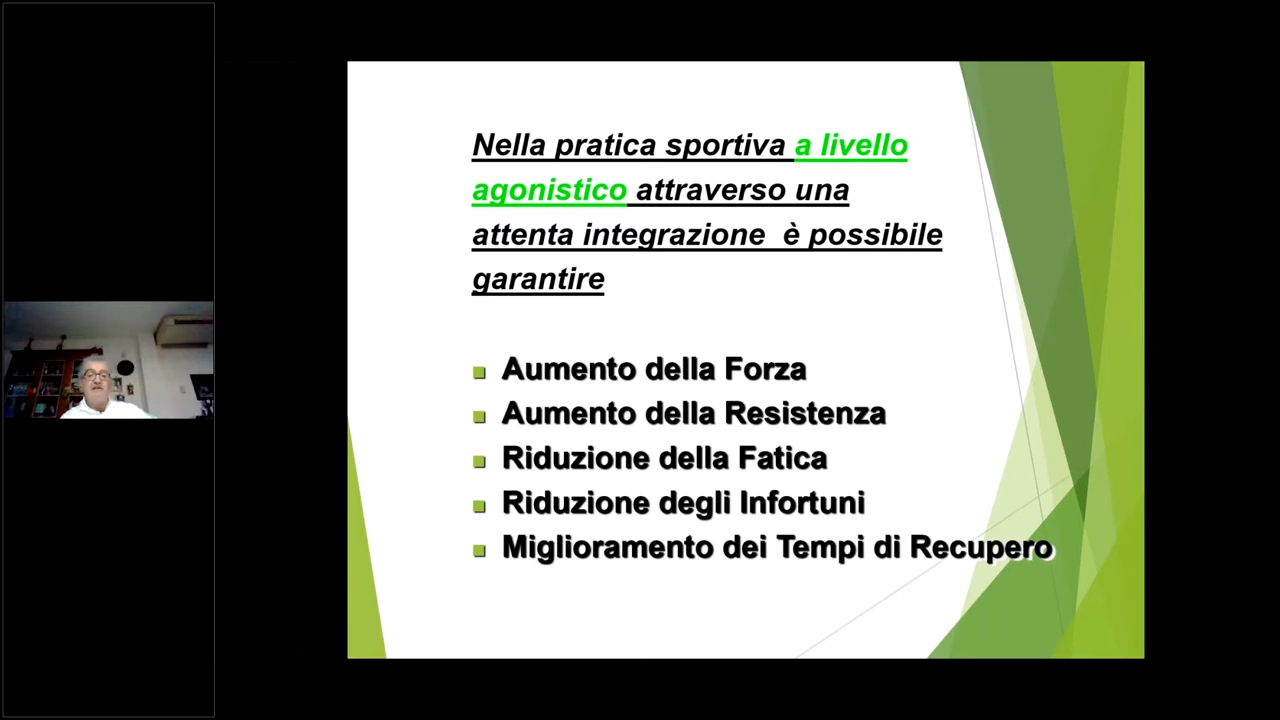 Nella pratica sportiva a livello
agonistico attraverso una
attenta integrazione è possibile
garantire
Aumento della Forza
Aumento della Resistenza
Riduzione della Fatica
Riduzione degli Infortuni
Miglioramento dei Tempi di Recupero